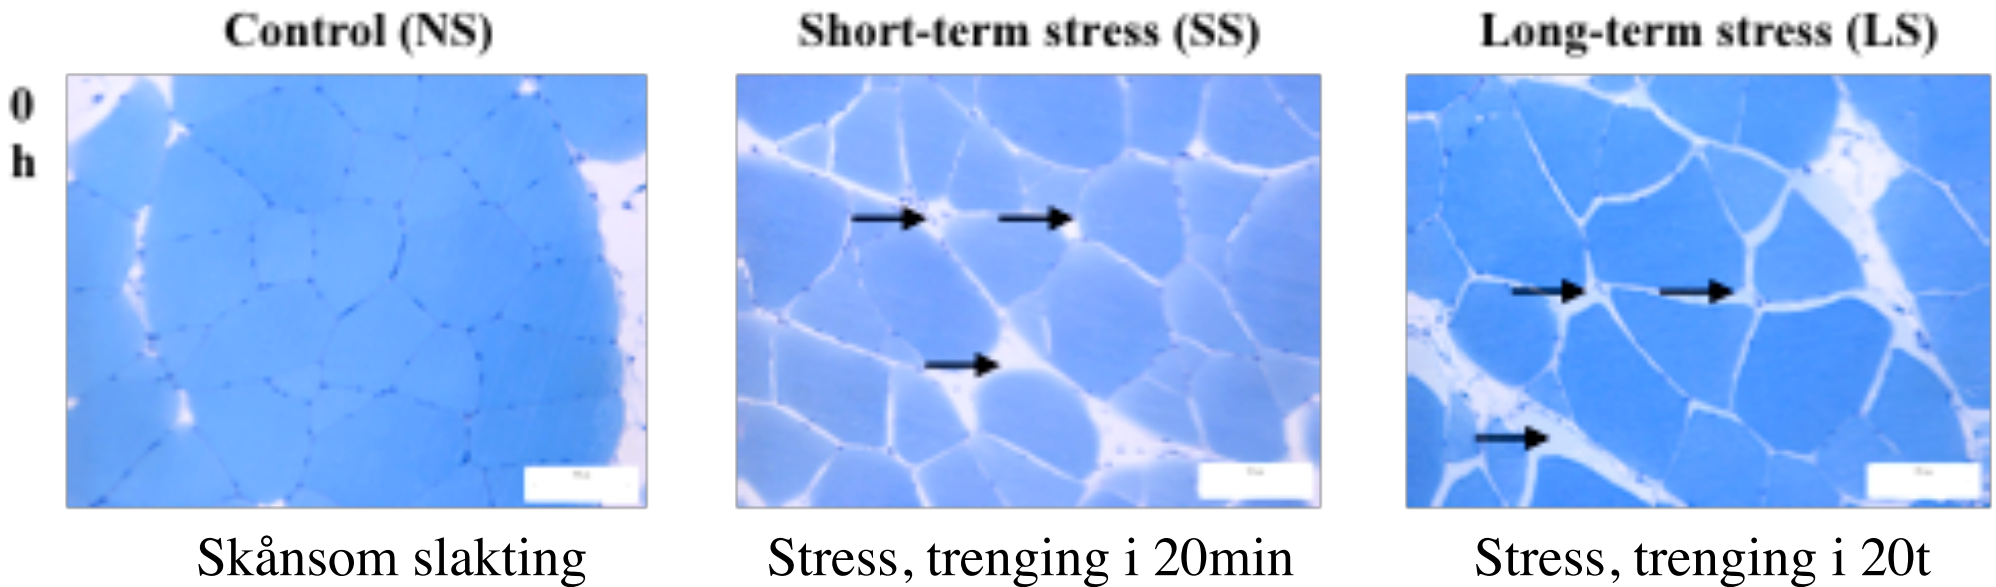 Control (NS)
Short-term stress (SS)
Long-term stress (LS)
0
h
Skånsom slakting
Stress, trenging i 20min
Stress, trenging i 20t